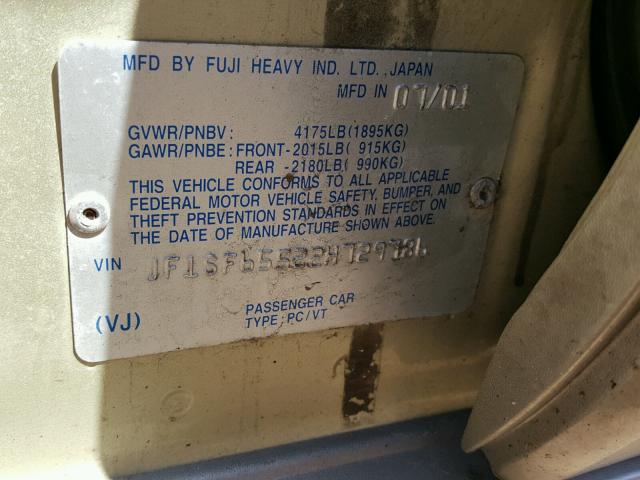 MFD BY FUJI HEAVY IND. LTD., JAPAN
MFD IN 07/01
GVWR/PNBV: 4175LB(1895KG)
GAWR/PNBE: FRONT-2015LB( 915KG)
REAR -2180LB( 990KG)
THIS VEHICLE CONFORMS TO ALL APPLICABLE
FEDERAL MOTOR VEHICLE SAFETY, BUMPER, AND
THEFT PREVENTION STANDARDS IN EFFECT ON
THE DATE OF MANUFACTURE SHOWN ABOVE.
VIN JF1SF65522H729786
PASSENGER CAR
(VJ) TYPE: PC/VT